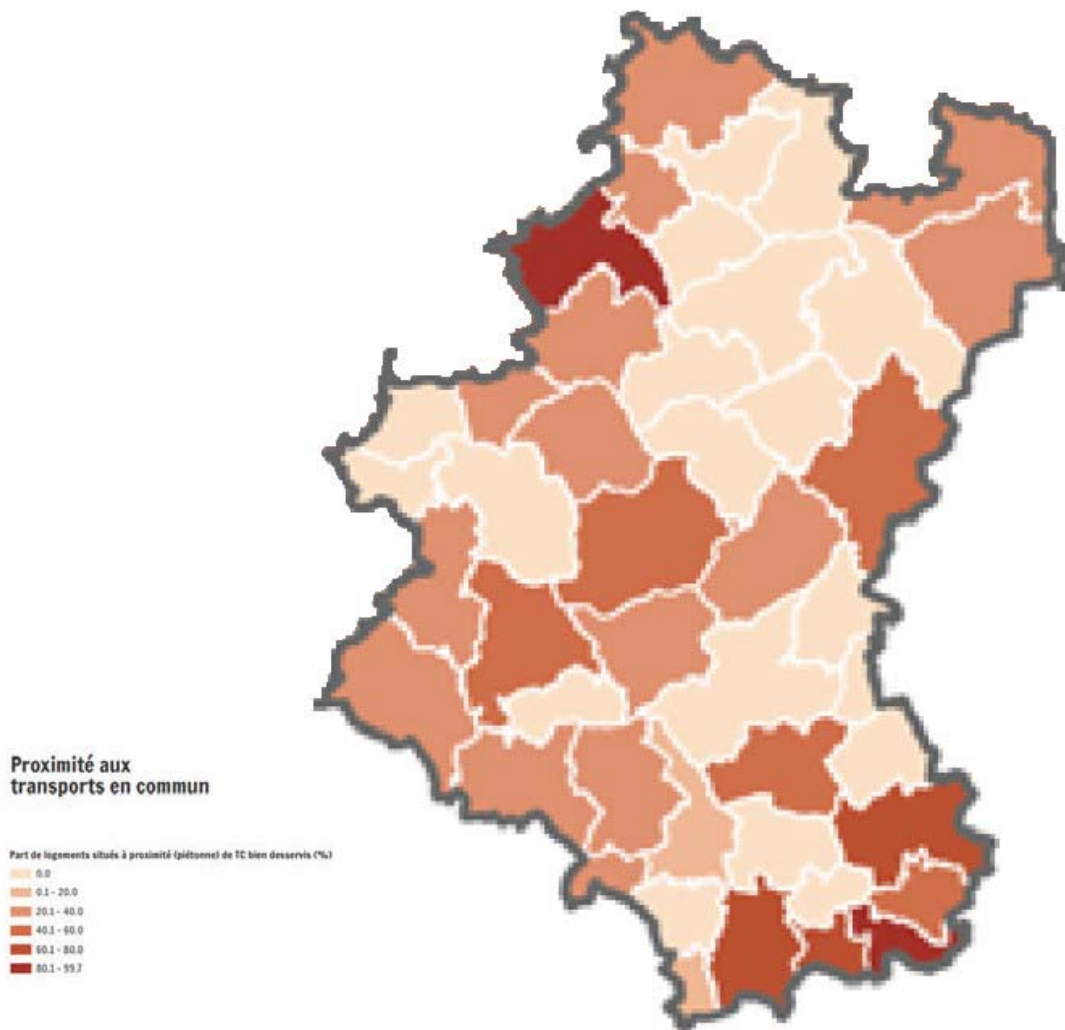 Proximité aux
transports en commun
Part de logements situés à proximité (piétonne) de TC bien desservis (%)
0.0
0.1 - 20.0
20.1 - 40.0
40.1 - 60.0
60.1 - 80.0
80.1 - 99.7